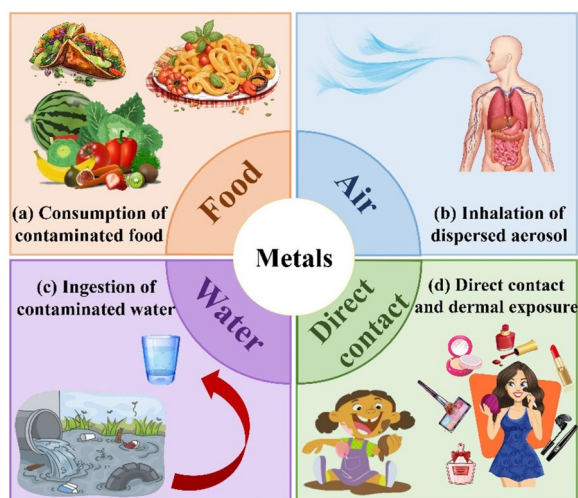 Food
(a) Consumption of
contaminated food
Air
(b) Inhalation of
dispersed aerosol
Metals
(c) Ingestion of
contaminated water
Water
Direct
contact
(d) Direct contact
and dermal exposure